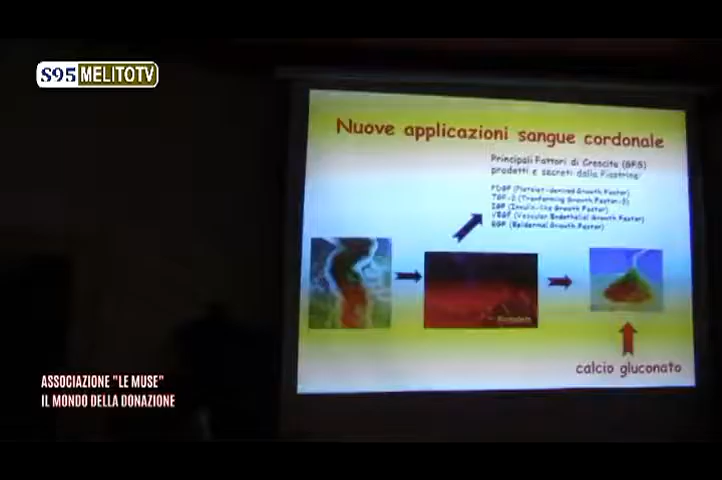 S95 MELITOTV
Nuove applicazioni sangue cordonale
Principali Fattori di Crescita (GFS)
prodotti e secreti dalle Piastrine:
PDGF (Platelet-derived Growth Factor)
(Transforming Growth Factor-
IGF (Insulin-like Growth Factor)
VEGF (Vascular Endothelial Growth Factor)
EGF (Epidermal Growth Factor)
calcio gluconato
ASSOCIAZIONE "LE MUSE"
IL MONDO DELLA DONAZIONE